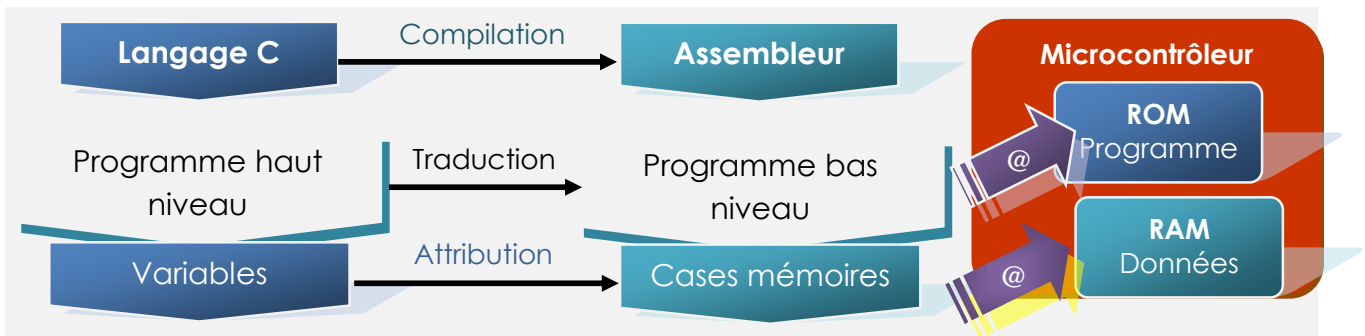 Langage C
Compilation
Assembleur
Microcontrôleur
ROM
Programme
@
Programme haut
niveau
Traduction
Programme bas
niveau
RAM
Données
@
Variables
Attribution
Cases mémoires